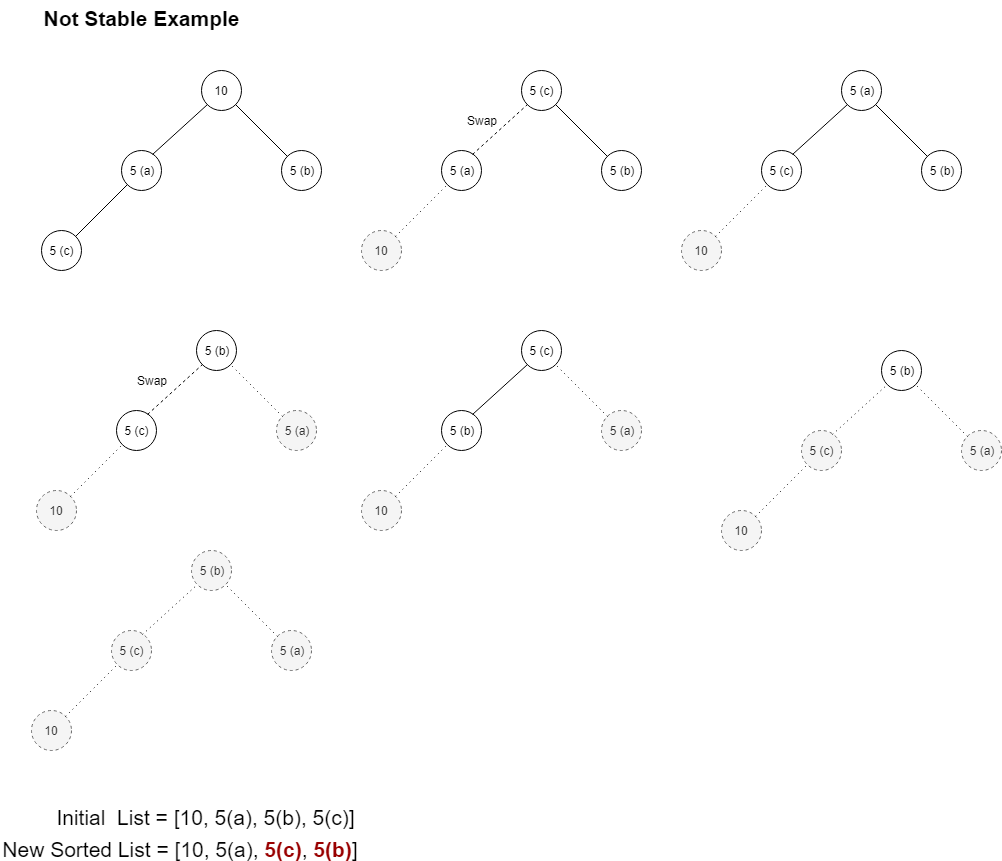 Not Stable Example
10
5 (a)
5 (b)
5 (c)
5 (c)
Swap
5 (a)
5 (b)
10
5 (a)
5 (c)
5 (b)
10
5 (b)
Swap
5 (c)
5 (a)
10
5 (c)
5 (b)
5 (a)
10
5 (b)
5 (c)
5 (a)
10
5 (b)
5 (c)
5 (a)
10
Initial List = [10, 5(a), 5(b), 5(c)]
New Sorted List = [10, 5(a), 5(c), 5(b)]